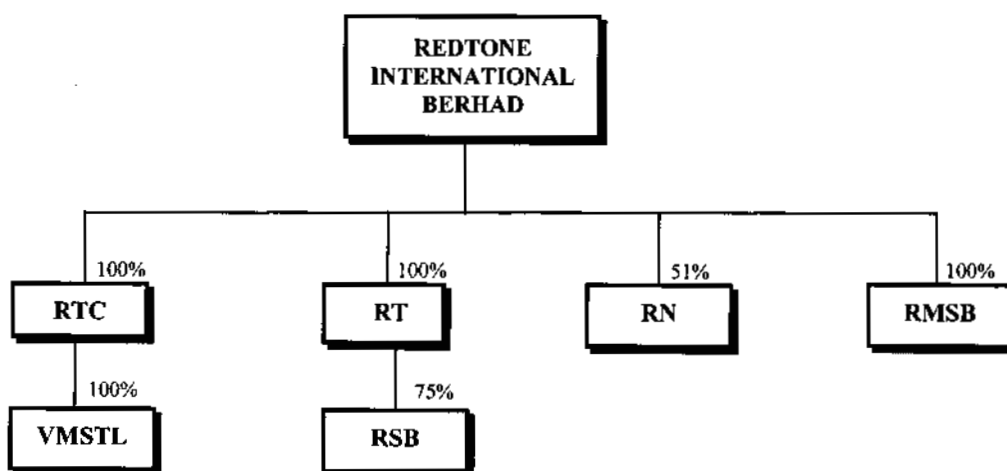 REDTONE
INTERNATIONAL
BERHAD
100%
100%
51%
100%
RTC
RT
RN
RMSB
100%
75%
VMSTL
RSB